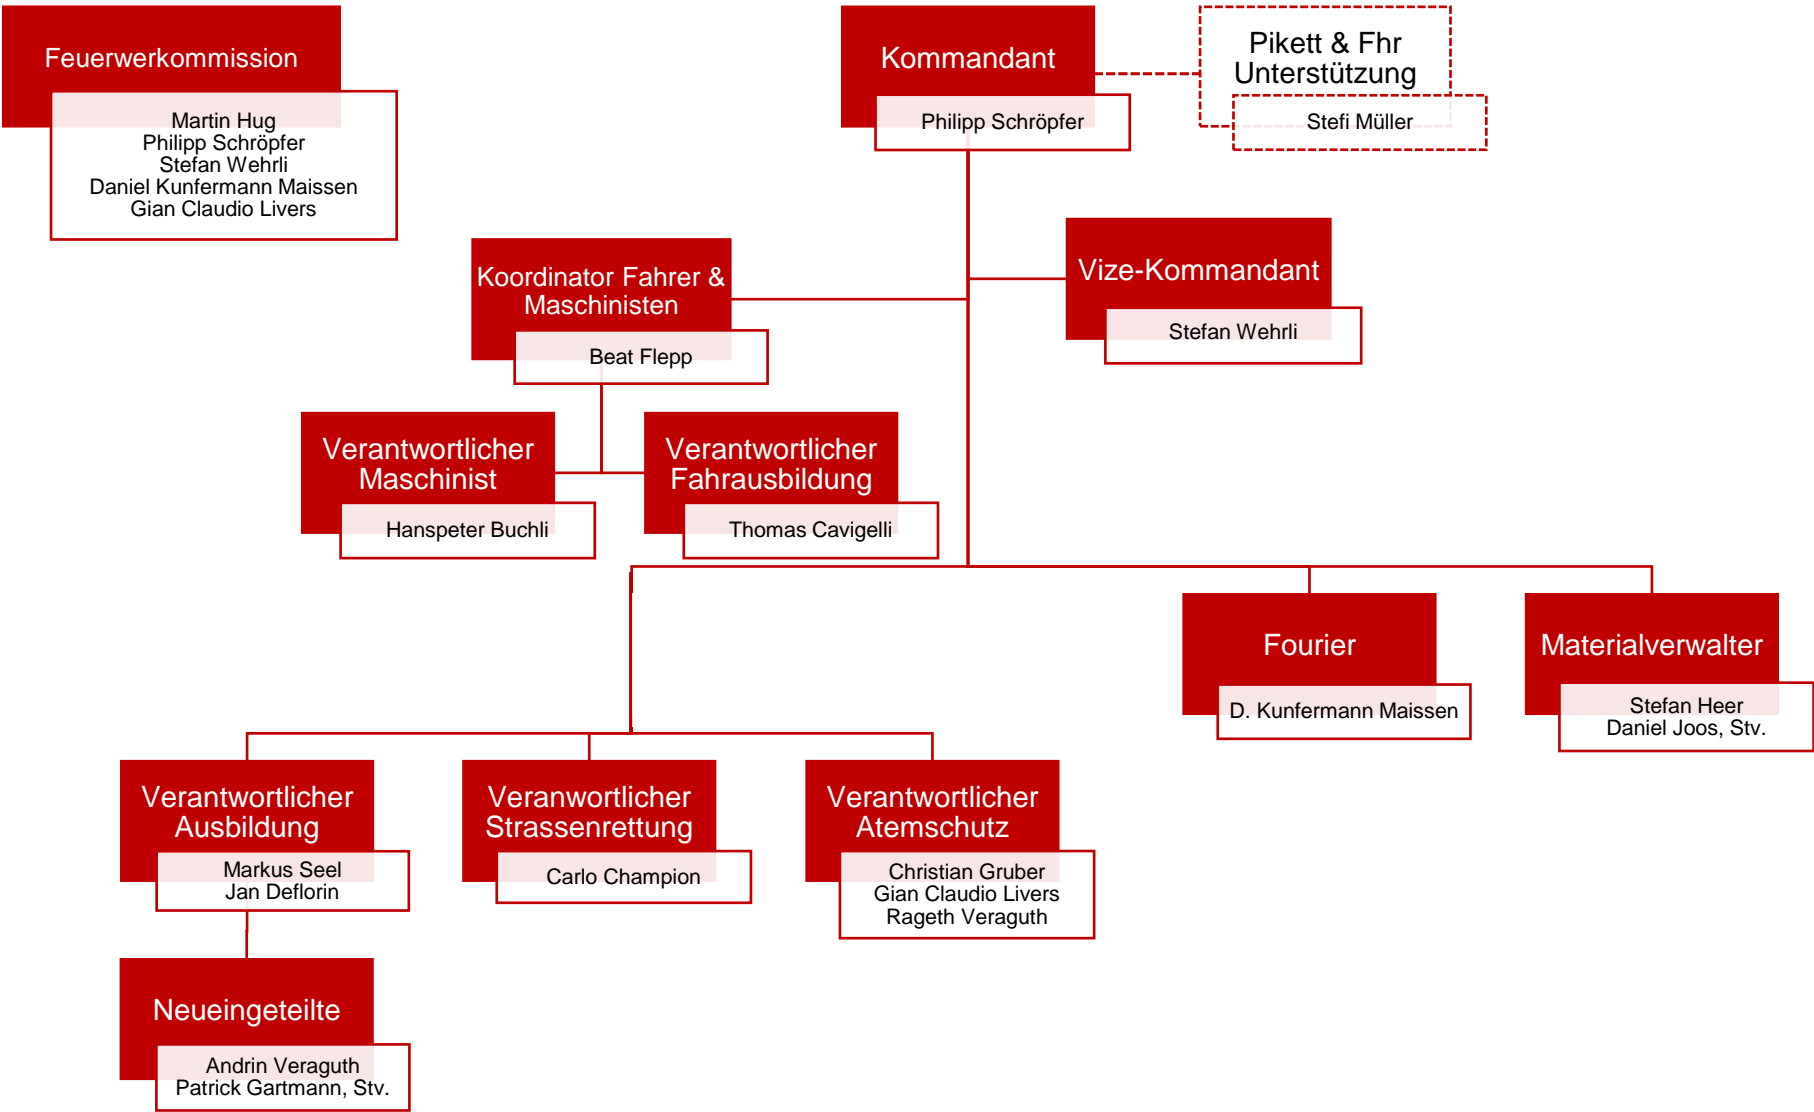 Feuerwerkommission
Martin Hug
Philipp Schröpfer
Stefan Wehrli
Daniel Kunfermann Maissen
Gian Claudio Livers
Kommandant
Philipp Schröpfer
Pikett & Fhr
Unterstützung
Stefi Müller
Koordinator Fahrer &
Maschinisten
Beat Flepp
Vize-Kommandant
Stefan Wehrli
Verantwortlicher
Maschinist
Hanspeter Buchli
Verantwortlicher
Fahrausbildung
Thomas Cavigelli
Fourier
D. Kunfermann Maissen
Materialverwalter
Stefan Heer
Daniel Joos, Stv.
Verantwortlicher
Ausbildung
Markus Seel
Jan Deflorin
Veranwortlicher
Strassenrettung
Carlo Champion
Verantwortlicher
Atemschutz
Christian Gruber
Gian Claudio Livers
Rageth Veraguth
Neueingeteilte
Andrin Veraguth
Patrick Gartmann, Stv.